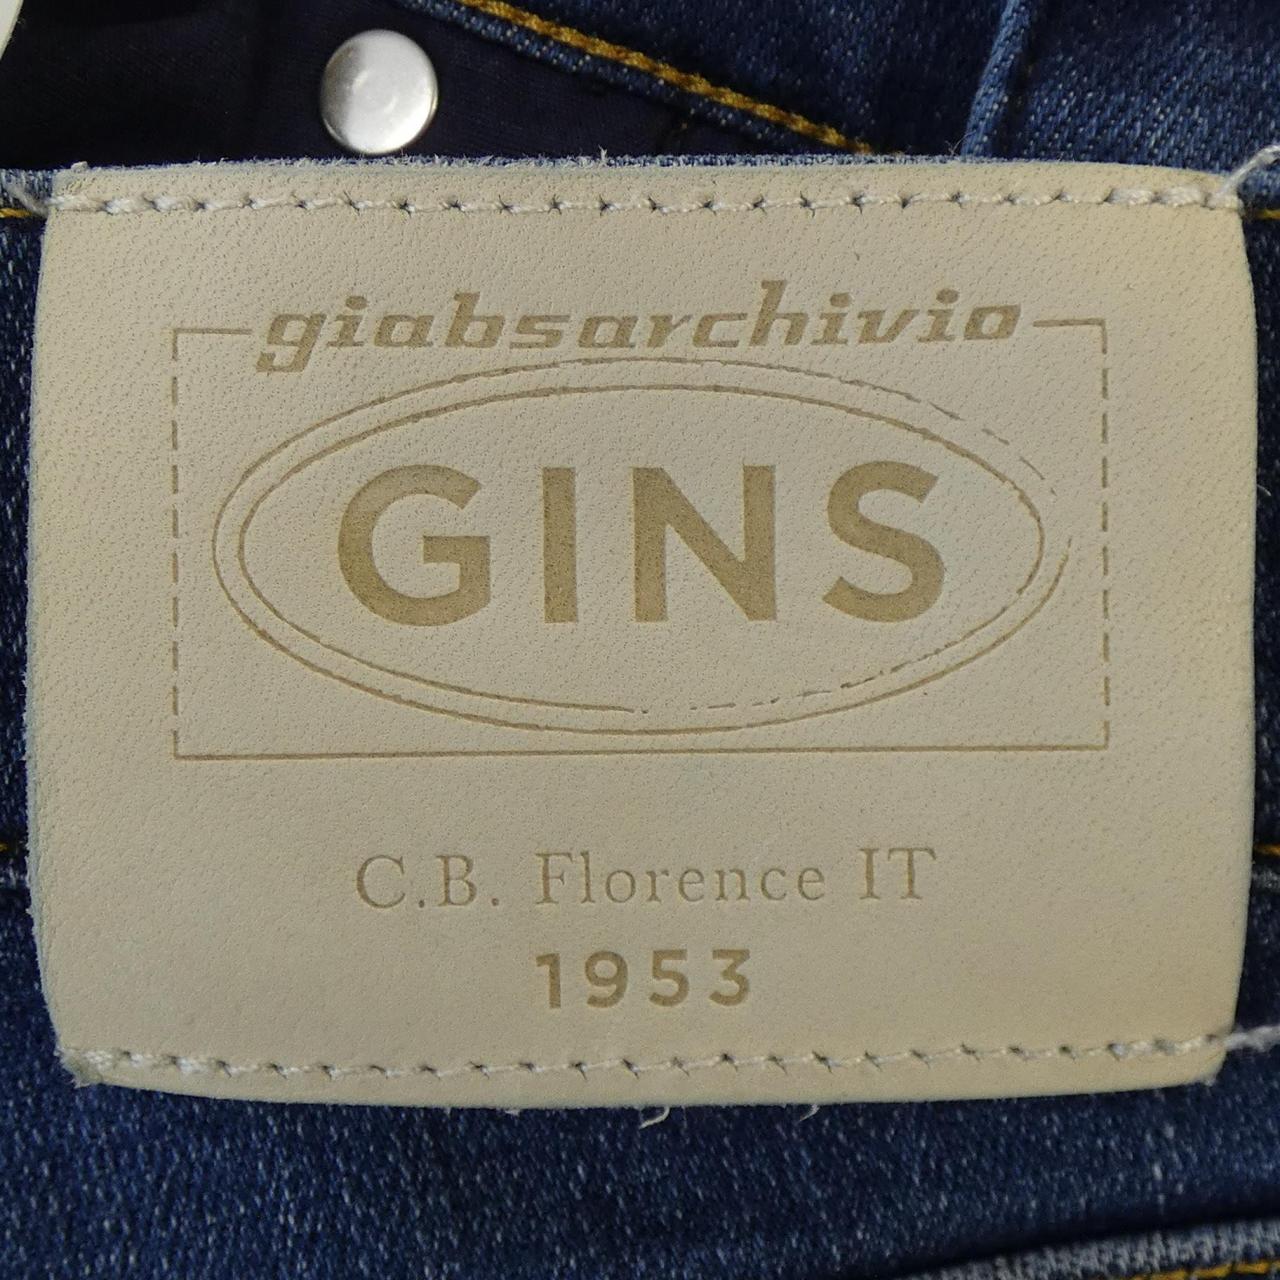 giabsarchivio
GINS
C.B. Florence IT
1953